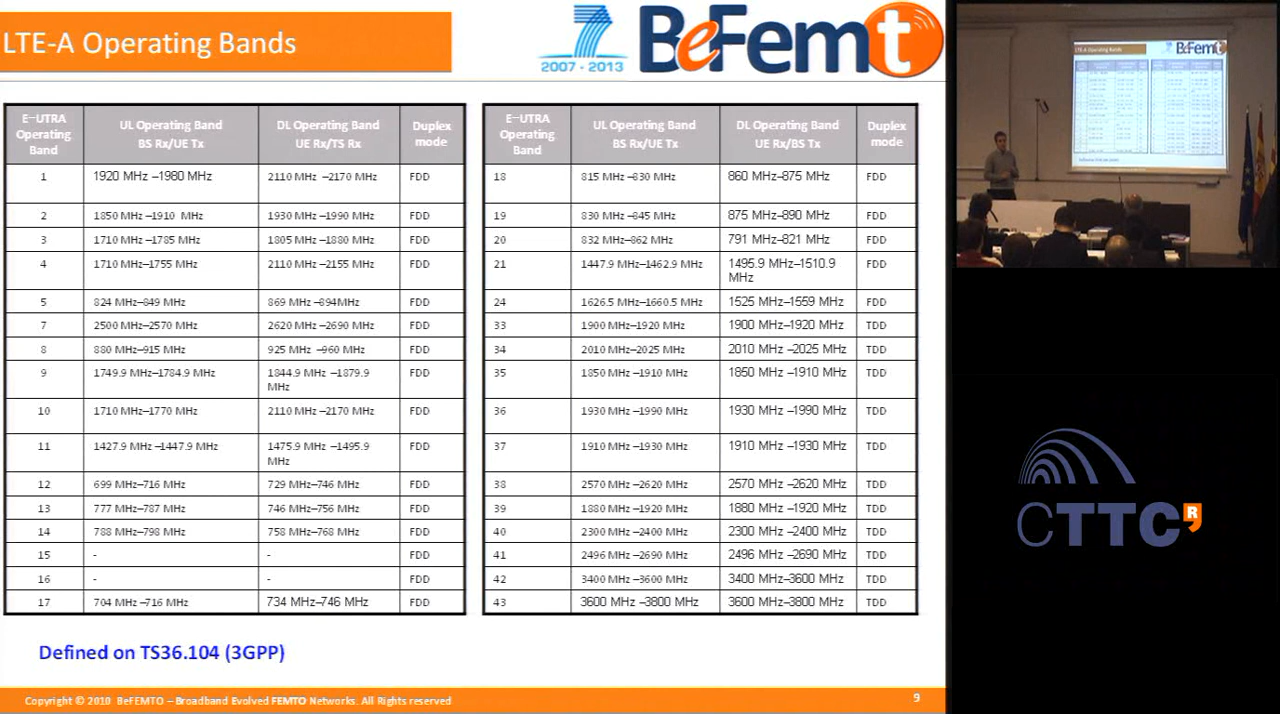 LTE-A Operating Bands
7
2007 - 2013
BeFemt
E-UTRA Operating Band UL Operating Band BS Rx/UE Tx DL Operating Band UE Rx/TS Rx Duplex mode
1 1920 MHz –1980 MHz 2110 MHz –2170 MHz FDD
2 1850 MHz –1910 MHz 1930 MHz –1990 MHz FDD
3 1710 MHz –1785 MHz 1805 MHz –1880 MHz FDD
4 1710 MHz –1755 MHz 2110 MHz –2155 MHz FDD
5 824 MHz–849 MHz 869 MHz –894MHz FDD
7 2500 MHz–2570 MHz 2620 MHz –2690 MHz FDD
8 880 MHz–915 MHz 925 MHz –960 MHz FDD
9 1749.9 MHz–1784.9 MHz 1844.9 MHz –1879.9 MHz FDD
10 1710 MHz–1770 MHz 2110 MHz –2170 MHz FDD
11 1427.9 MHz –1447.9 MHz 1475.9 MHz –1495.9 MHz FDD
12 699 MHz–716 MHz 729 MHz–746 MHz FDD
13 777 MHz–787 MHz 746 MHz–756 MHz FDD
14 788 MHz–798 MHz 758 MHz–768 MHz FDD
15 - - FDD
16 - - FDD
17 704 MHz –716 MHz 734 MHz–746 MHz FDD
E-UTRA Operating Band UL Operating Band BS Rx/UE Tx DL Operating Band UE Rx/BS Tx Duplex mode
18 815 MHz –830 MHz 860 MHz–875 MHz FDD
19 830 MHz –845 MHz 875 MHz–890 MHz FDD
20 832 MHz–862 MHz 791 MHz–821 MHz FDD
21 1447.9 MHz–1462.9 MHz 1495.9 MHz–1510.9 MHz FDD
24 1626.5 MHz–1660.5 MHz 1525 MHz–1559 MHz FDD
33 1900 MHz–1920 MHz 1900 MHz–1920 MHz TDD
34 2010 MHz–2025 MHz 2010 MHz –2025 MHz TDD
35 1850 MHz–1910 MHz 1850 MHz –1910 MHz TDD
36 1930 MHz –1990 MHz 1930 MHz –1990 MHz TDD
37 1910 MHz –1930 MHz 1910 MHz –1930 MHz TDD
38 2570 MHz –2620 MHz 2570 MHz –2620 MHz TDD
39 1880 MHz–1920 MHz 1880 MHz –1920 MHz TDD
40 2300 MHz –2400 MHz 2300 MHz –2400 MHz TDD
41 2496 MHz–2690 MHz 2496 MHz –2690 MHz TDD
42 3400 MHz –3600 MHz 3400 MHz–3600 MHz TDD
43 3600 MHz –3800 MHz 3600 MHz–3800 MHz TDD
Defined on TS36.104 (3GPP)
Copyright © 2010 BeFEMTO – Broadband Evolved FEMTO Networks. All Rights reserved
9
LTE-A Operating Bands
BeFemt
CTTC R